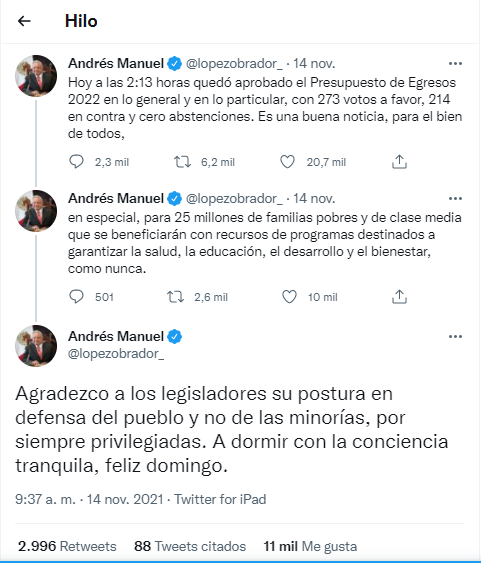 Hilo
Andrés Manuel @lopezobrador_ · 14 nov.
Hoy a las 2:13 horas quedó aprobado el Presupuesto de Egresos
2022 en lo general y en lo particular, con 273 votos a favor, 214
en contra y cero abstenciones. Es una buena noticia, para el bien
de todos,
2,3 mil 6,2 mil 20,7 mil
Andrés Manuel @lopezobrador_ · 14 nov.
en especial, para 25 millones de familias pobres y de clase media
que se beneficiarán con recursos de programas destinados a
garantizar la salud, la educación, el desarrollo y el bienestar,
como nunca.
501 2,6 mil 10 mil
Andrés Manuel
@lopezobrador_
Agradezco a los legisladores su postura en
defensa del pueblo y no de las minorías, por
siempre privilegiadas. A dormir con la conciencia
tranquila, feliz domingo.
9:37 a. m. · 14 nov. 2021 · Twitter for iPad
2.996 Retweets 88 Tweets citados 11 mil Me gusta